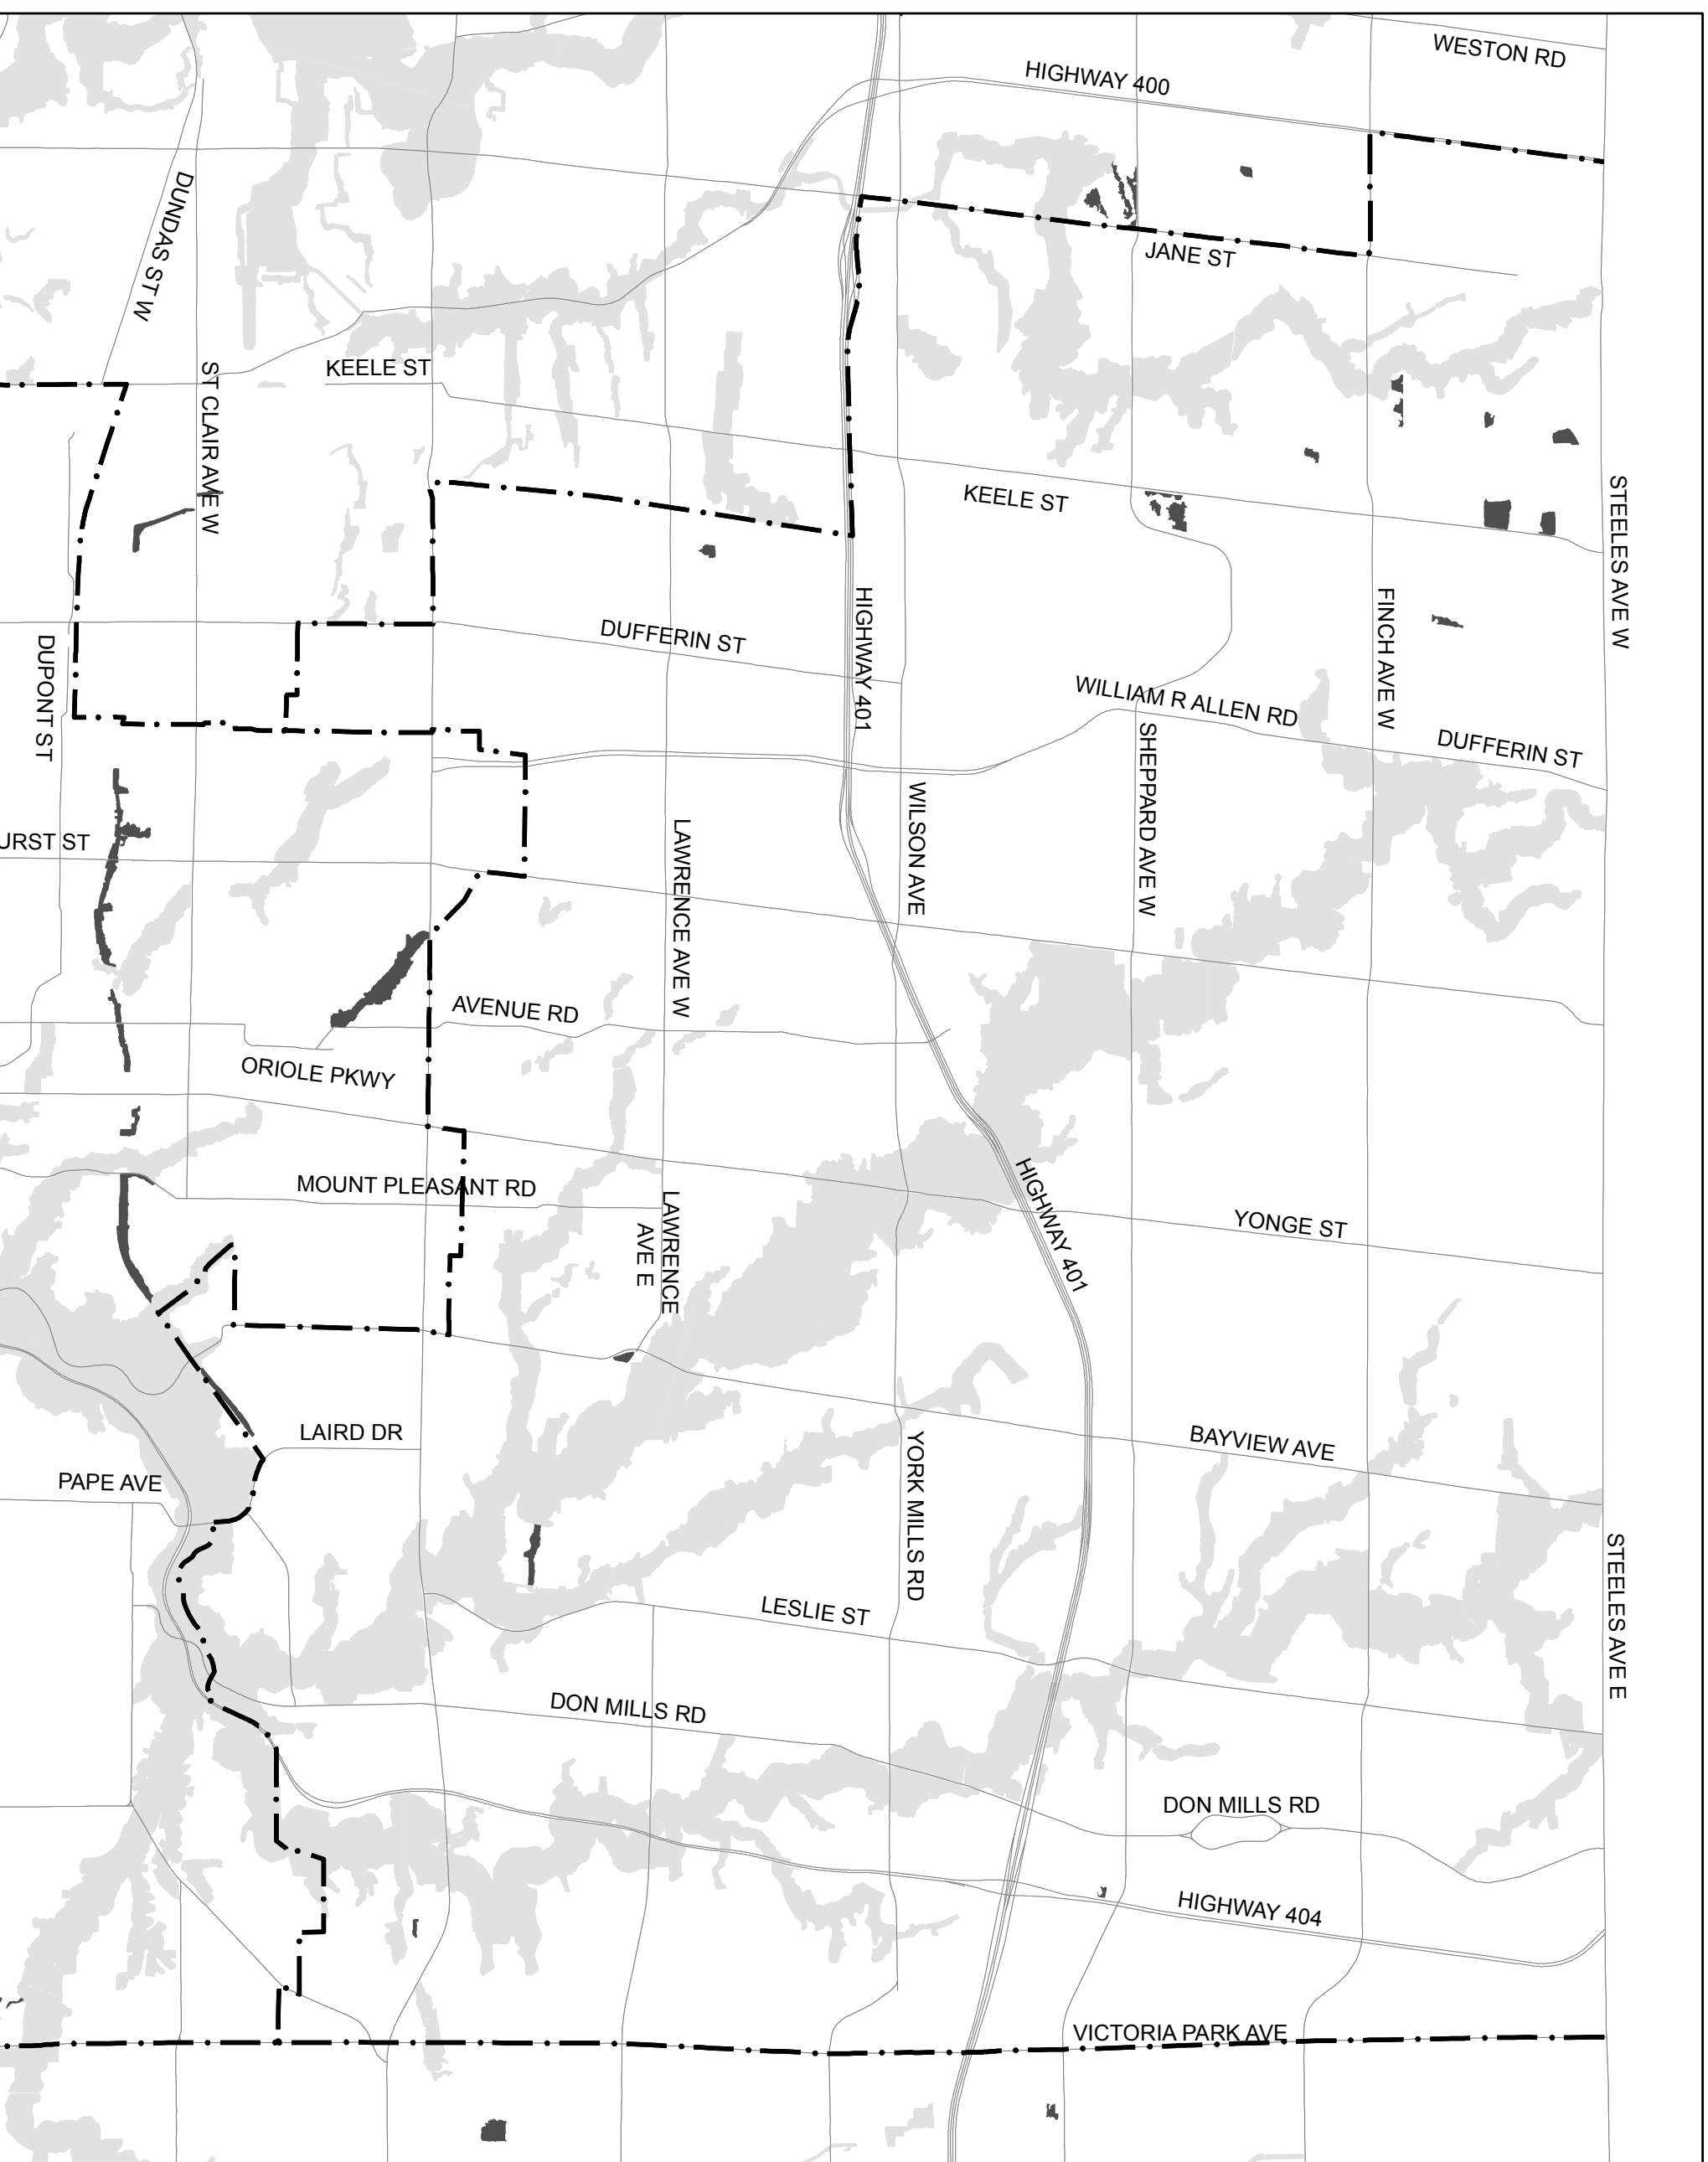 WESTON RD
HIGHWAY 400
DUNDAS ST W
JANE ST
KEELE ST
ST CLAIR AVE W
KEELE ST
STEELES AVE W
HIGHWAY 401
FINCH AVE W
DUFFERIN ST
DUPONT ST
WILLIAM R ALLEN RD
SHEPPARD AVE W
DUFFERIN ST
WILSON AVE
LAWRENCE AVE W
URST ST
AVENUE RD
ORIOLE PKWY
MOUNT PLEASANT RD
HIGHWAY 401
LAWRENCE
AVE E
YONGE ST
LAIRD DR
BAYVIEW AVE
YORK MILLS RD
PAPE AVE
STEELES AVE E
LESLIE ST
DON MILLS RD
DON MILLS RD
HIGHWAY 404
VICTORIA PARK AVE